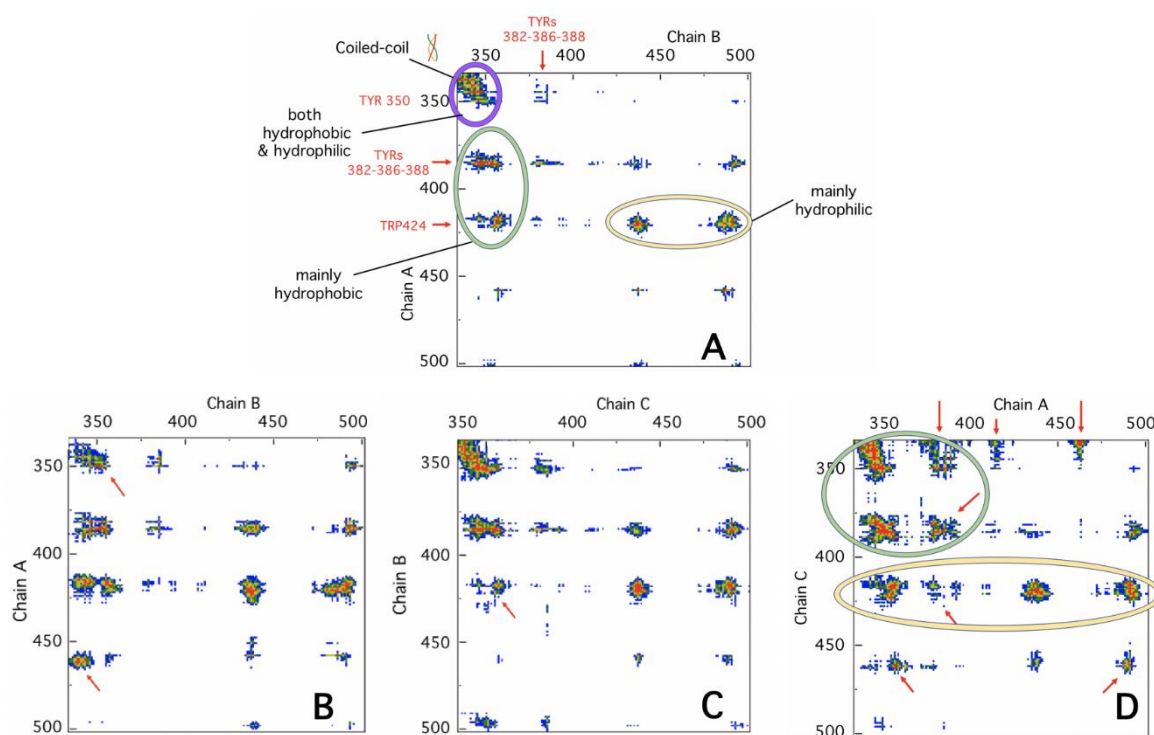 TYRs
382-386-388
Chain B
Coiled-coil
350
400
450
500
TYR 350
350
both
hydrophobic
& hydrophilic
TYRs
382-386-388
400
mainly
hydrophilic
TRP424
mainly
hydrophobic
Chain A
450
500
A
Chain B
350
400
450
500
Chain A
350
400
450
500
B
Chain C
350
400
450
500
Chain B
350
400
450
500
C
Chain A
350
400
450
500
Chain C
350
400
450
500
D